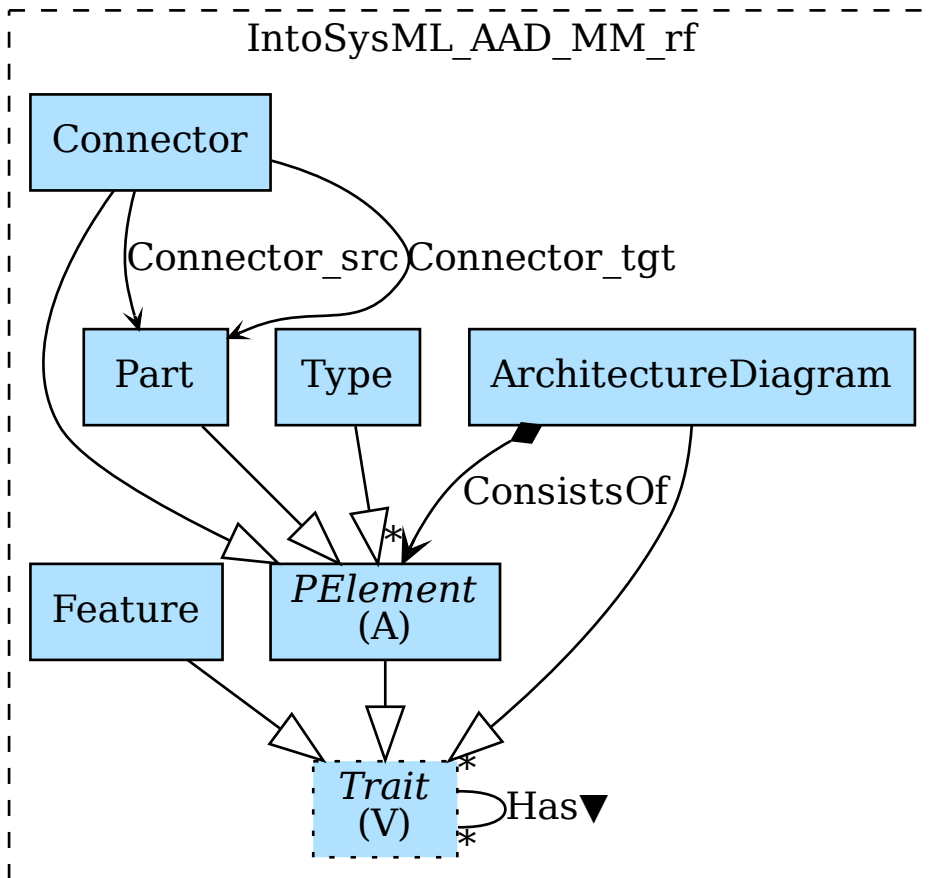 IntoSysML_AAD_MM_rf
Connector
Connector_src
Connector_tgt
Part
Type
ArchitectureDiagram
ConsistsOf
*
Feature
PElement
(A)
*
Trait
(V)
Has▼
*